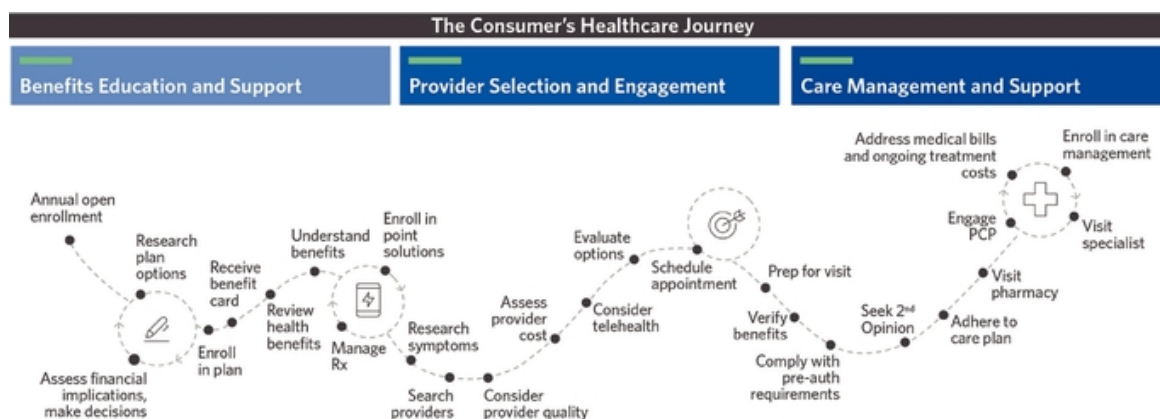 The Consumer's Healthcare Journey
Benefits Education and Support
Provider Selection and Engagement
Care Management and Support
Annual open
enrollment
Research
plan
options
Assess financial
implications,
make decisions
Enroll
in plan
Receive
benefit
card
Review
health
benefits
Understand
benefits
Enroll in
point
solutions
Manage
Rx
Research
symptoms
Search
providers
Consider
provider quality
Assess
provider
cost
Consider
telehealth
Evaluate
options
Schedule
appointment
Prep for visit
Verify
benefits
Comply with
pre-auth
requirements
Seek 2nd
Opinion
Adhere to
care plan
Visit
pharmacy
Engage
PCP
Address medical bills
and ongoing treatment
costs
Enroll in care
management
Visit
specialist